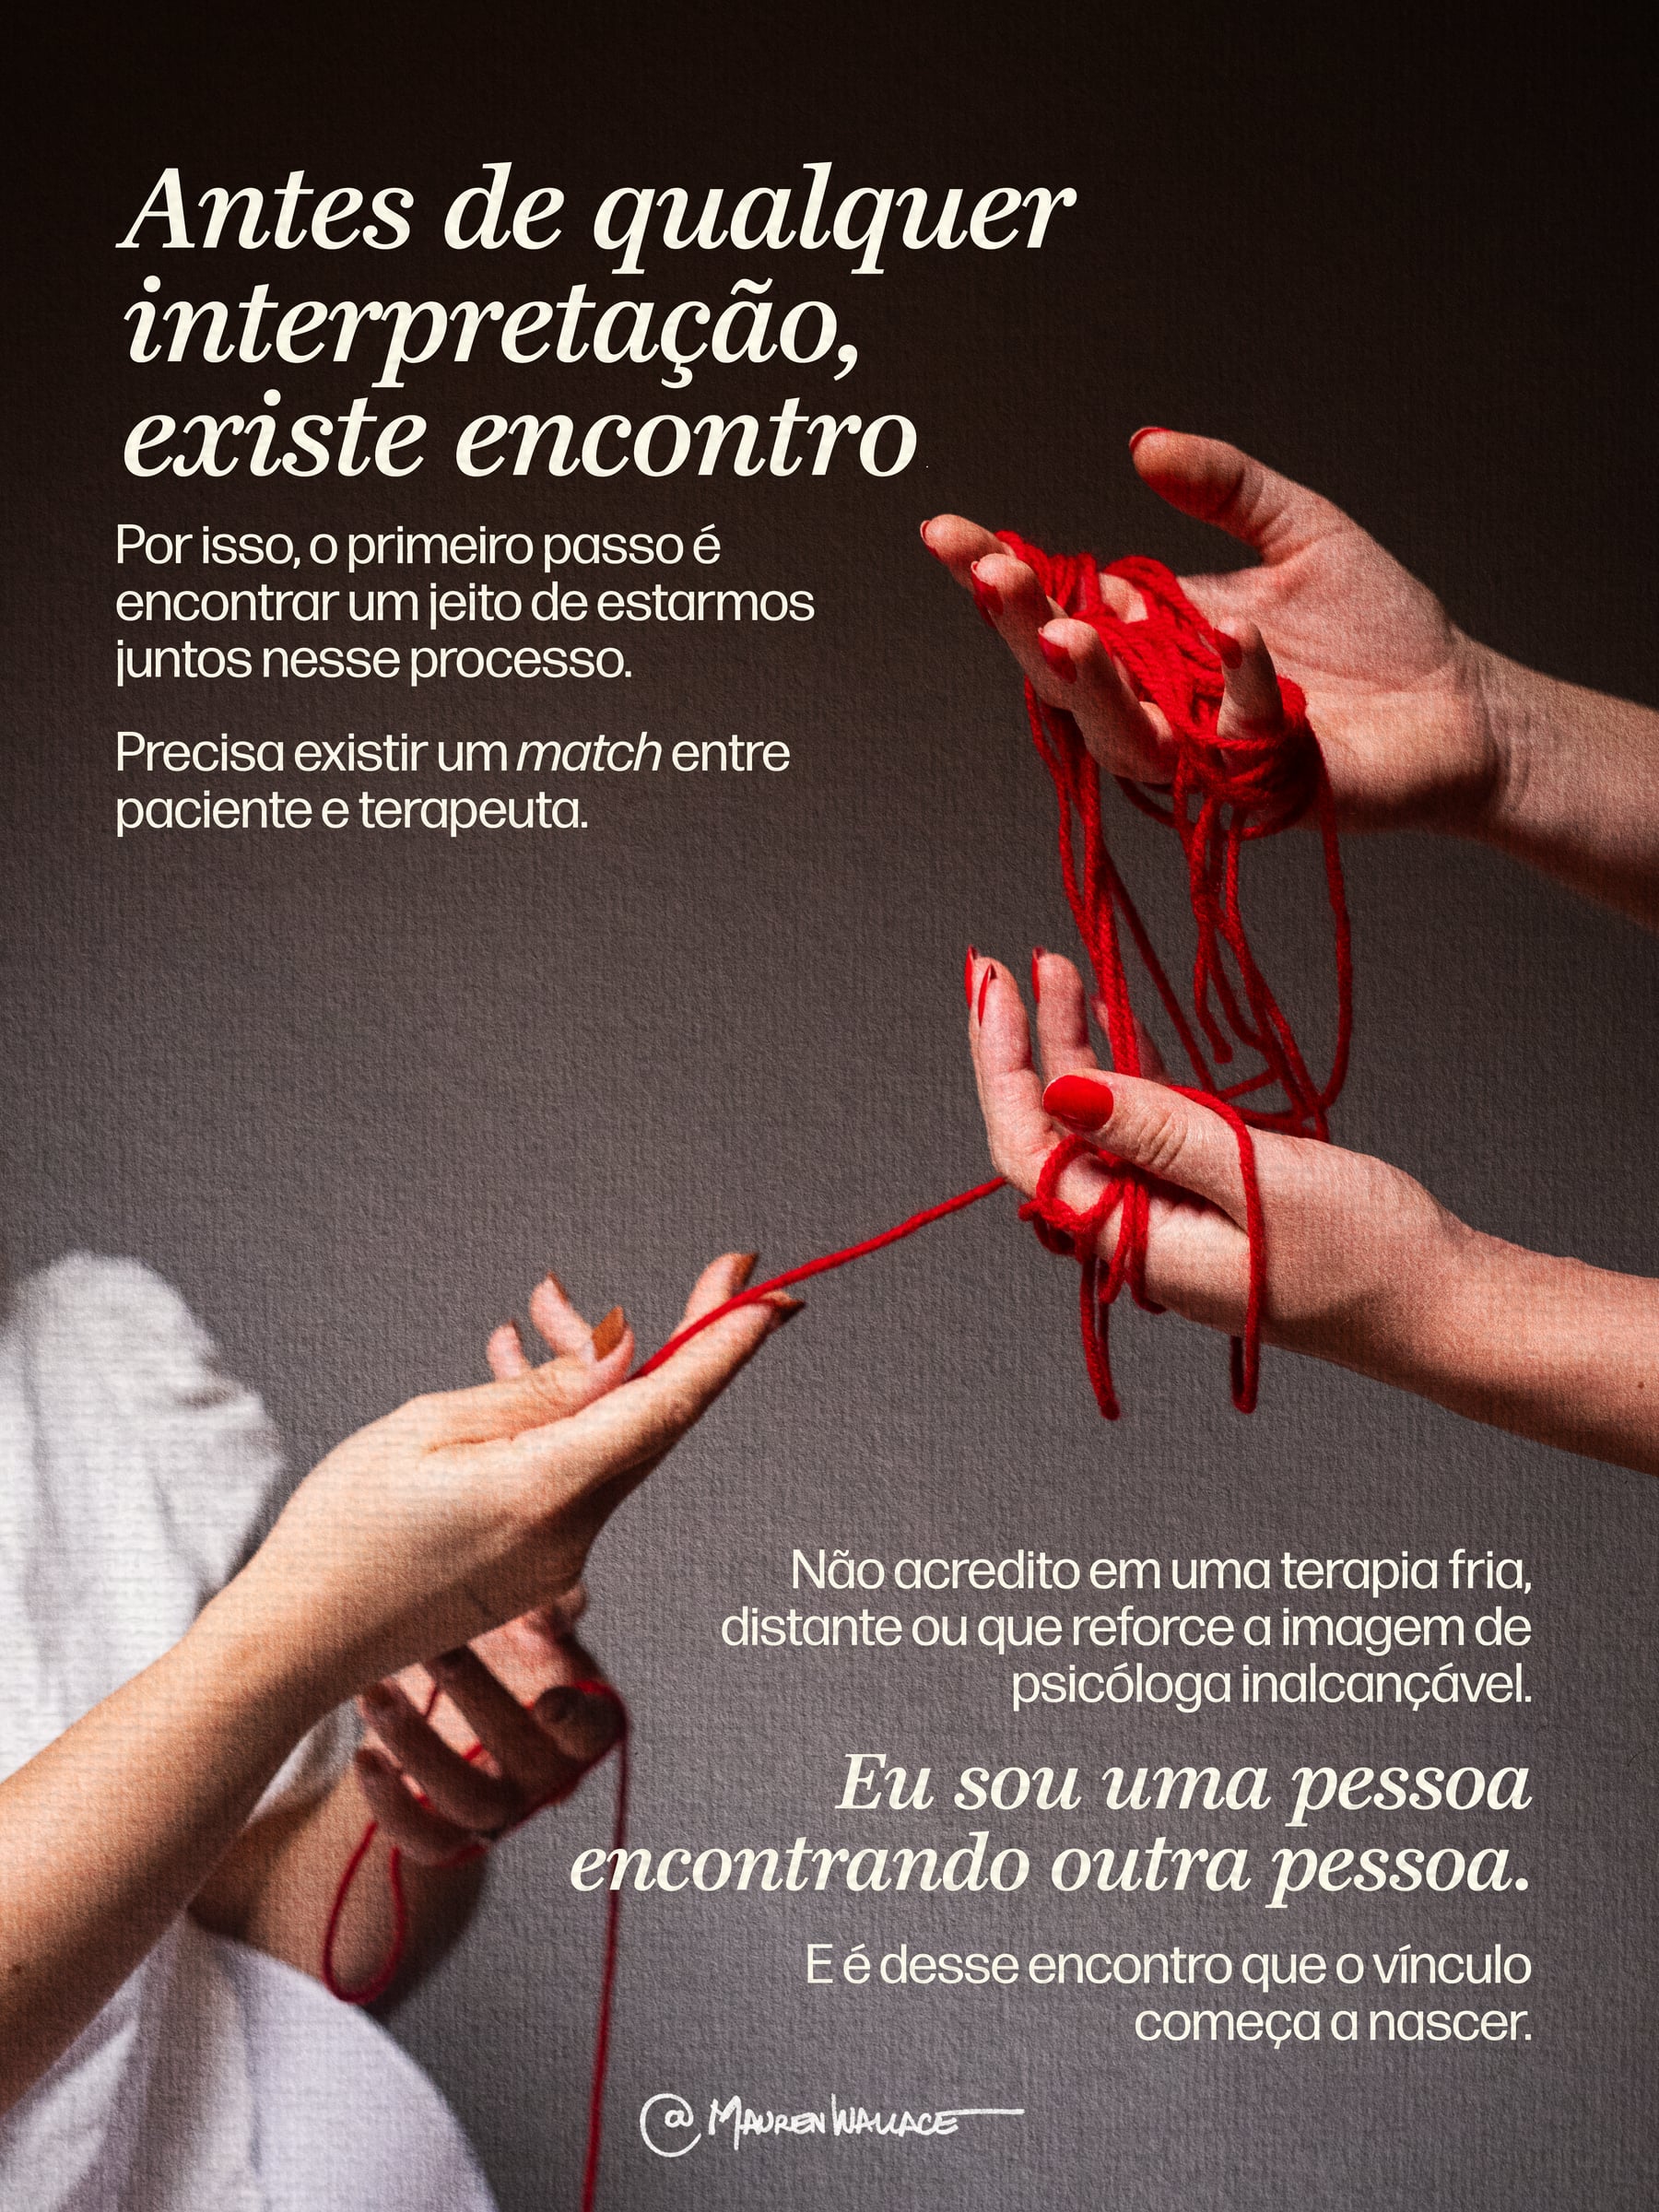 Antes de qualquer
interpretação,
existe encontro
Por isso, o primeiro passo é
encontrar um jeito de estarmos
juntos nesse processo.
Precisa existir um match entre
paciente e terapeuta.
Não acredito em uma terapia fria,
distante ou que reforce a imagem de
psicóloga inalcançável.
Eu sou uma pessoa
encontrando outra pessoa.
E é desse encontro que o vínculo
começa a nascer.
@MAURENWALLACE